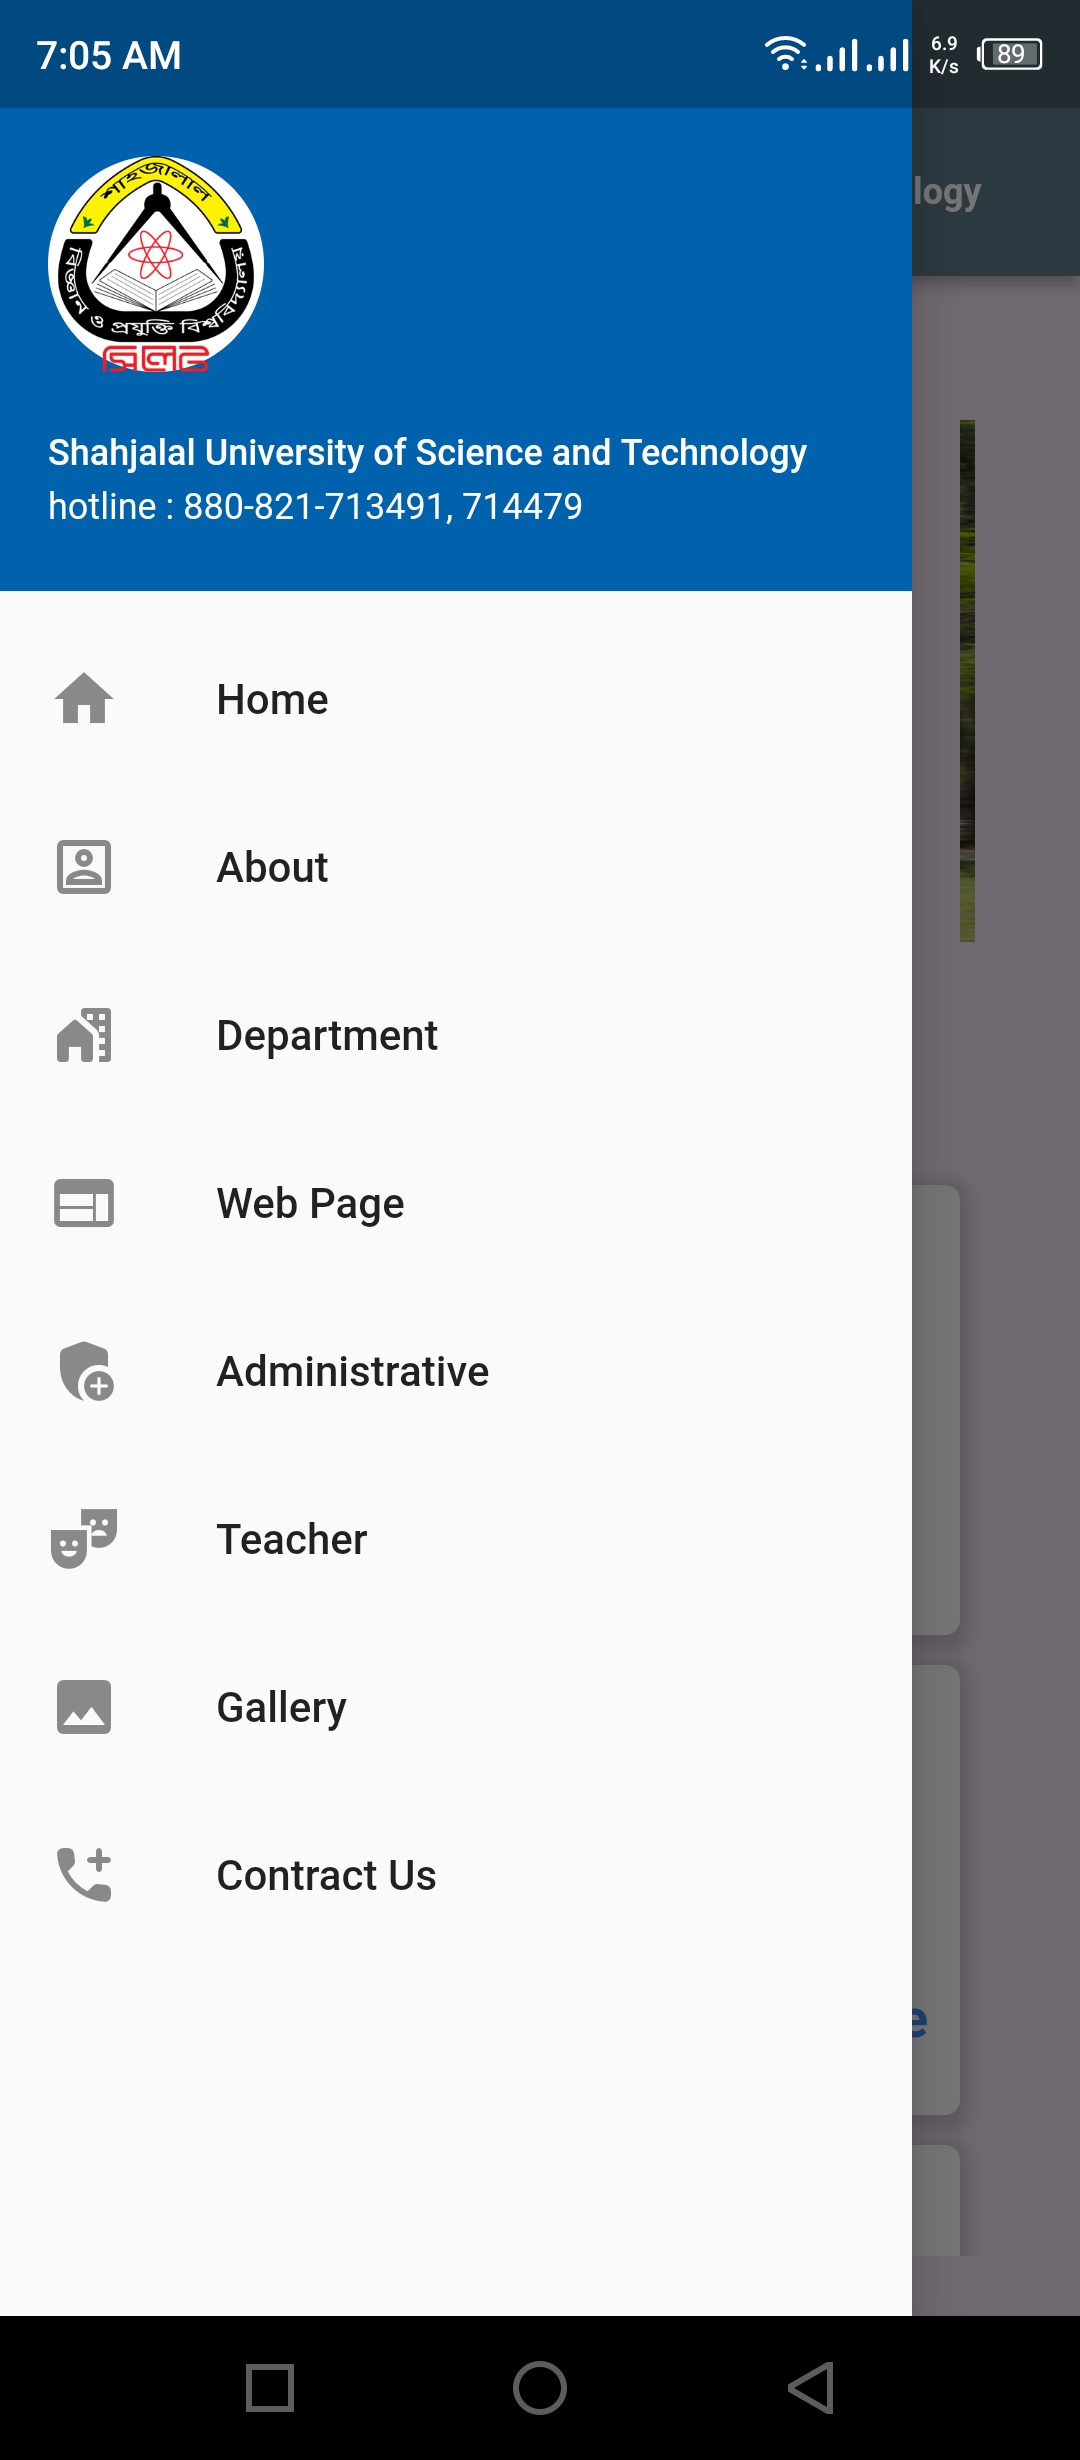 7:05 AM
6.9
K/s
89
logy
শাহজালাল
বিজ্ঞান ও প্রযুক্তি বিশ্ববিদ্যালয়
Shahjalal University of Science and Technology
hotline : 880-821-713491, 714479
Home
About
Department
Web Page
Administrative
Teacher
Gallery
Contract Us
e